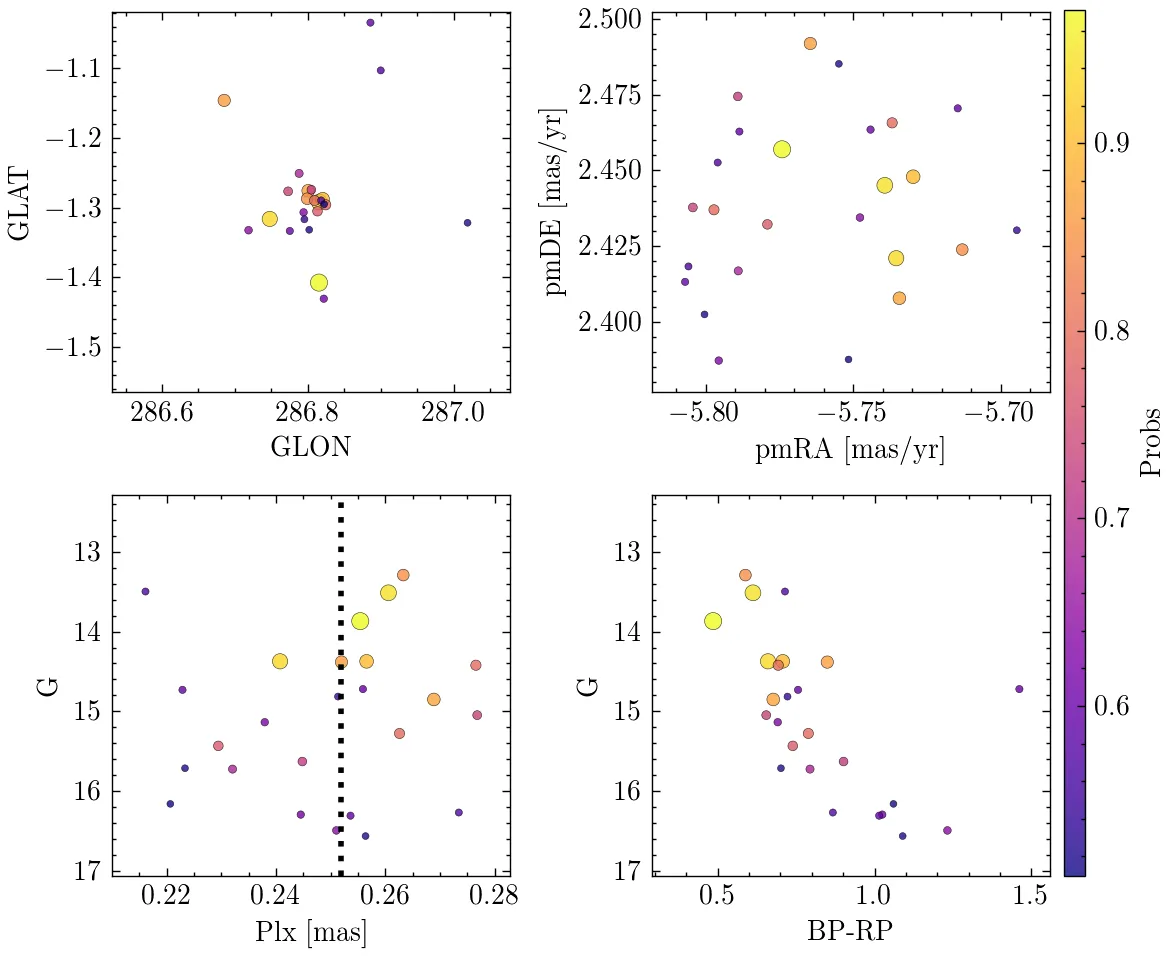 −1.1
−1.2
−1.3
−1.4
−1.5
GLAT
286.6 286.8 287.0
GLON
2.500
2.475
2.450
2.425
2.400
pmDE [mas/yr]
−5.80 −5.75 −5.70
pmRA [mas/yr]
13
14
15
16
17
G
0.22 0.24 0.26 0.28
Plx [mas]
13
14
15
16
17
G
0.5 1.0 1.5
BP-RP
0.9
0.8
0.7
0.6
Probs